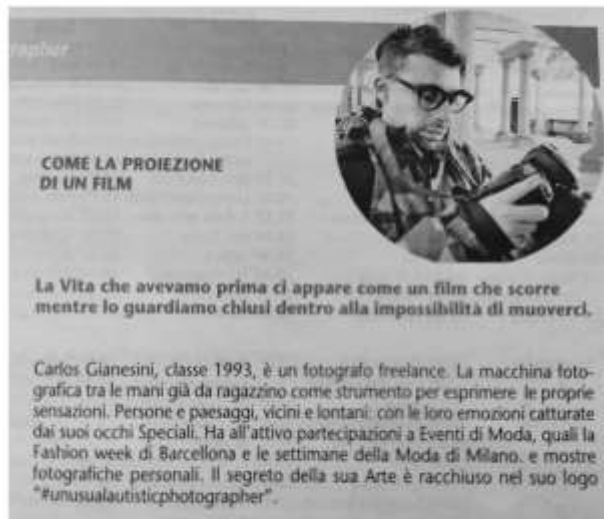 grapher
COME LA PROIEZIONE
DI UN FILM
La Vita che avevamo prima ci appare come un film che scorre
mentre lo guardiamo chiusi dentro alla impossibilità di muoverci.
Carlos Gianesini, classe 1993, è un fotografo freelance. La macchina foto-
grafica tra le mani già da ragazzino come strumento per esprimere le proprie
sensazioni. Persone e paesaggi, vicini e lontani: con le loro emozioni catturate
dai suoi occhi Speciali. Ha all'attivo partecipazioni a Eventi di Moda, quali la
Fashion week di Barcellona e le settimane della Moda di Milano. e mostre
fotografiche personali. Il segreto della sua Arte è racchiuso nel suo logo
"#unusualautisticphotographer".